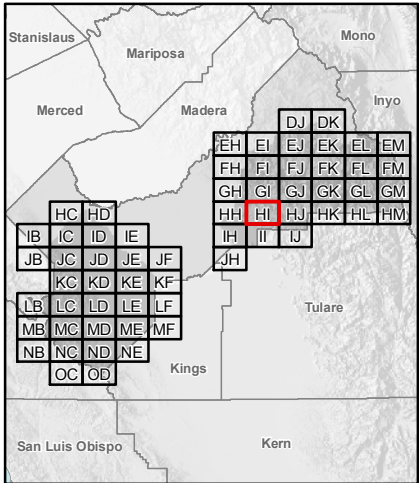 Stanislaus
Mono
Mariposa
Inyo
Merced
Madera
DJ DK
EH EI EJ EK EL EM
FH FI FJ FK FL FM
GH GI GJ GK GL GM
HC HD
HH HI HJ HK HL HM
IB IC ID IE
IH II IJ
JB JC JD JE JF
JH
KC KD KE KF
LB LC LD LE LF
Tulare
MB MC MD ME MF
NB NC ND NE
Kings
OC OD
San Luis Obispo
Kern